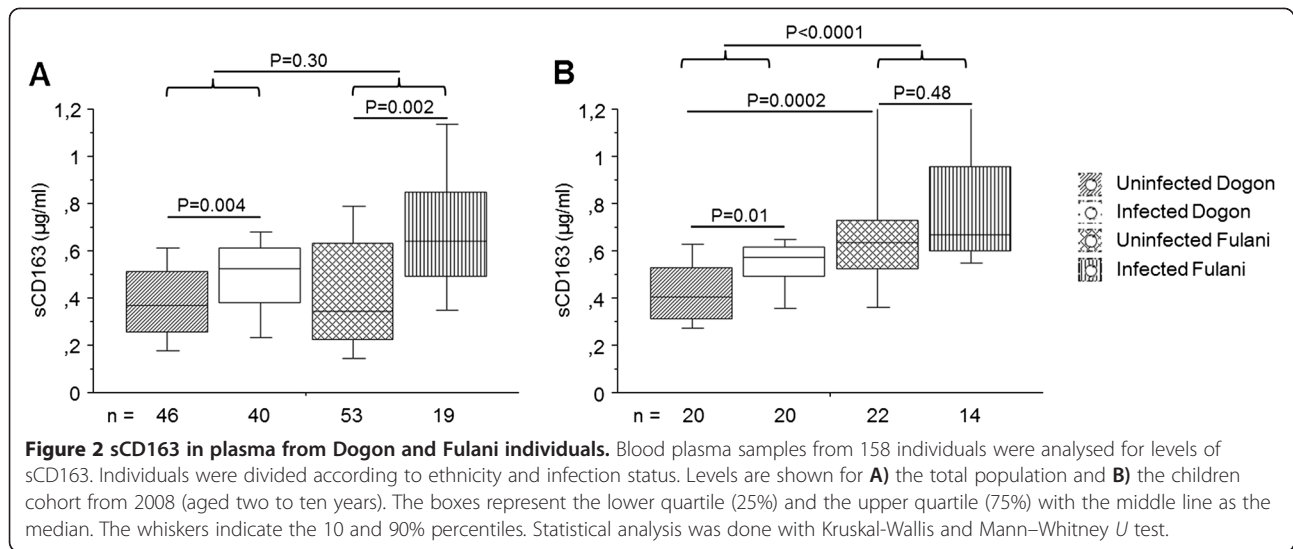 A
P=0.30
P=0.002
P=0.004
sCD163 (µg/ml)
1,2
1
,8
,6
,4
,2
0
n = 46 40 53 19
B
P<0.0001
P=0.0002
P=0.48
P=0.01
sCD163 (µg/ml)
1,2
1
,8
,6
,4
,2
0
20 20 22 14
Uninfected Dogon
Infected Dogon
Uninfected Fulani
Infected Fulani
Figure 2 sCD163 in plasma from Dogon and Fulani individuals. Blood plasma samples from 158 individuals were analysed for levels of
sCD163. Individuals were divided according to ethnicity and infection status. Levels are shown for A) the total population and B) the children
cohort from 2008 (aged two to ten years). The boxes represent the lower quartile (25%) and the upper quartile (75%) with the middle line as the
median. The whiskers indicate the 10 and 90% percentiles. Statistical analysis was done with Kruskal-Wallis and Mann–Whitney U test.